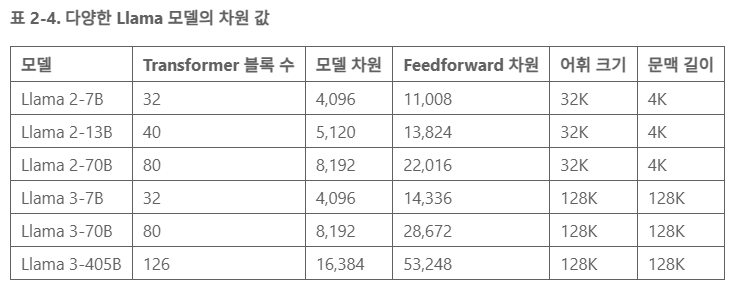 표 2-4. 다양한 Llama 모델의 차원 값
모델 Transformer 블록 수 모델 차원 Feedforward 차원 어휘 크기 문맥 길이
Llama 2-7B 32 4,096 11,008 32K 4K
Llama 2-13B 40 5,120 13,824 32K 4K
Llama 2-70B 80 8,192 22,016 32K 4K
Llama 3-7B 32 4,096 14,336 128K 128K
Llama 3-70B 80 8,192 28,672 128K 128K
Llama 3-405B 126 16,384 53,248 128K 128K